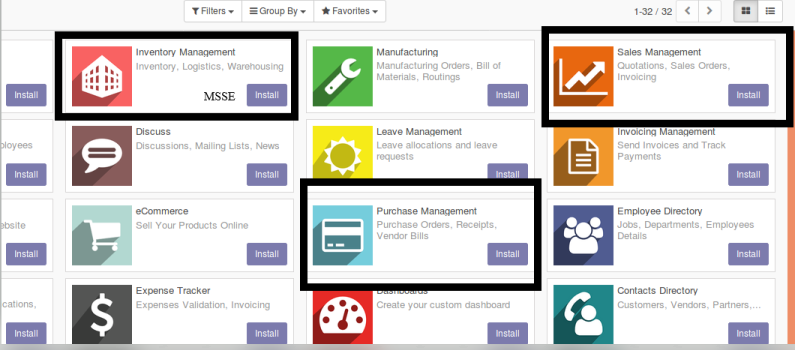 Filters Group By Favorites 1-32 / 32
Install
Inventory Management
Inventory, Logistics, Warehousing
MSSE Install
Manufacturing
Manufacturing Orders, Bill of
Materials, Routings
Install
Sales Management
Quotations, Sales Orders,
Invoicing
Install
ployees
Install
Discuss
Discussions, Mailing Lists, News
Install
Leave Management
Leave allocations and leave
requests
Install
Invoicing Management
Send Invoices and Track
Payments
Install
ebsite
Install
eCommerce
Sell Your Products Online
Install
Purchase Management
Purchase Orders, Receipts,
Vendor Bills
Install
Employee Directory
Jobs, Departments, Employees
Details
Install
cations,
Install
Expense Tracker
Expenses Validation, Invoicing
Install
Dashboards
Create your custom dashboard
Install
Contacts Directory
Customers, Vendors, Partners,...
Install